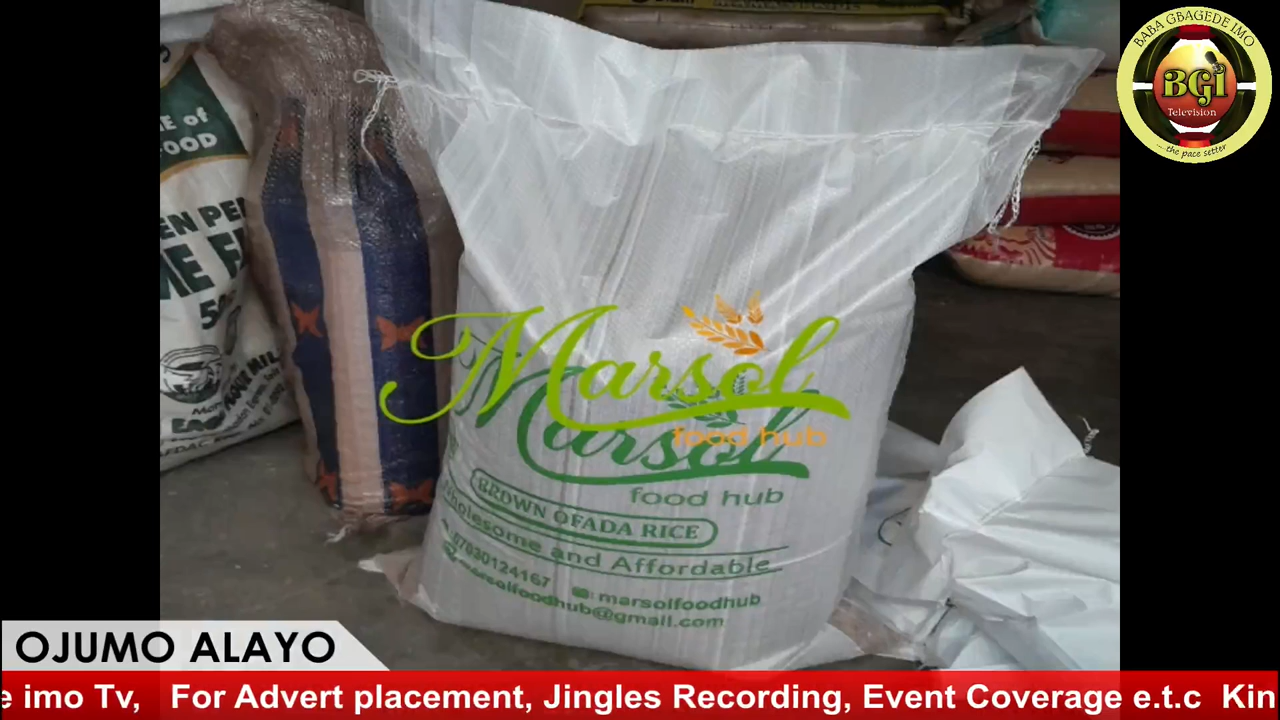 BABA GBAGEDE IMO
BGI
Television
....the pace setter
E of
OOD
EN PE
ME F
Marsol
food hub
Marsol
food hub
BROWN OFADA RICE
Wholesome and Affordable
07030124167
marsolfoodhub
marsolfoodhub@gmail.com
OJUMO ALAYO
e imo Tv, For Advert placement, Jingles Recording, Event Coverage e.t.c Kin